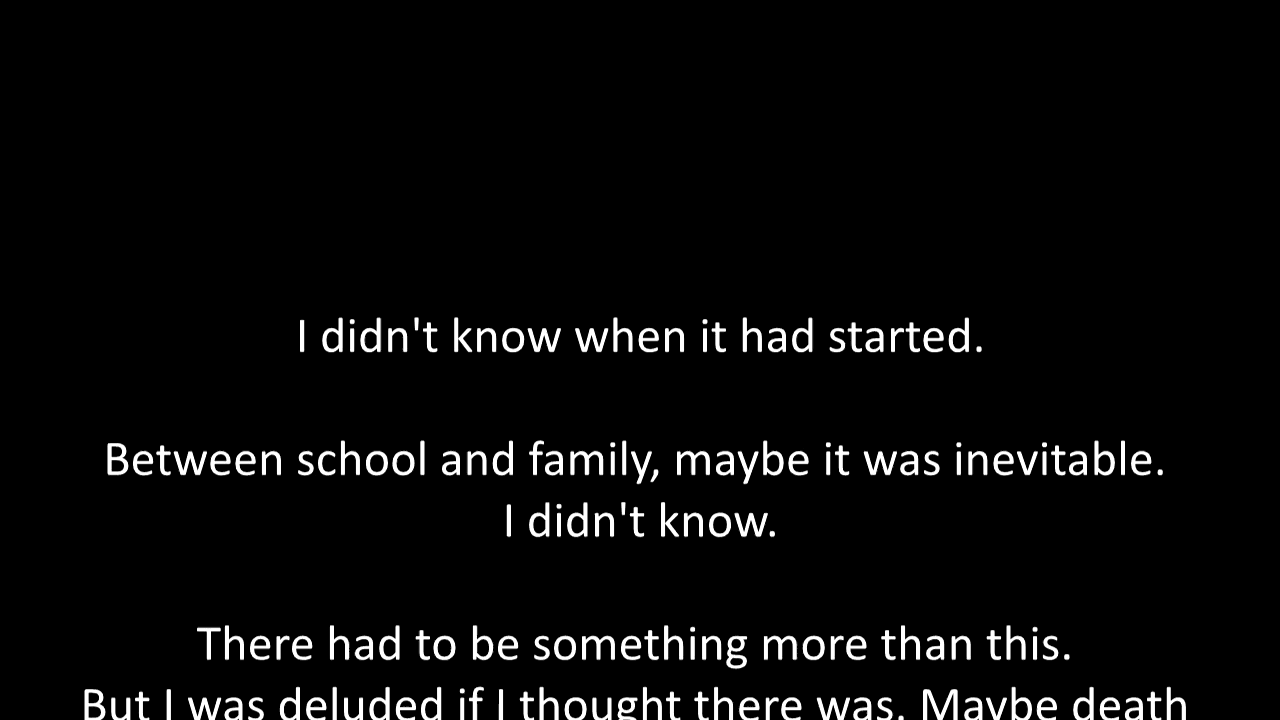 I didn't know when it had started.
Between school and family, maybe it was inevitable.
I didn't know.
There had to be something more than this.
But I was deluded if I thought there was. Maybe death